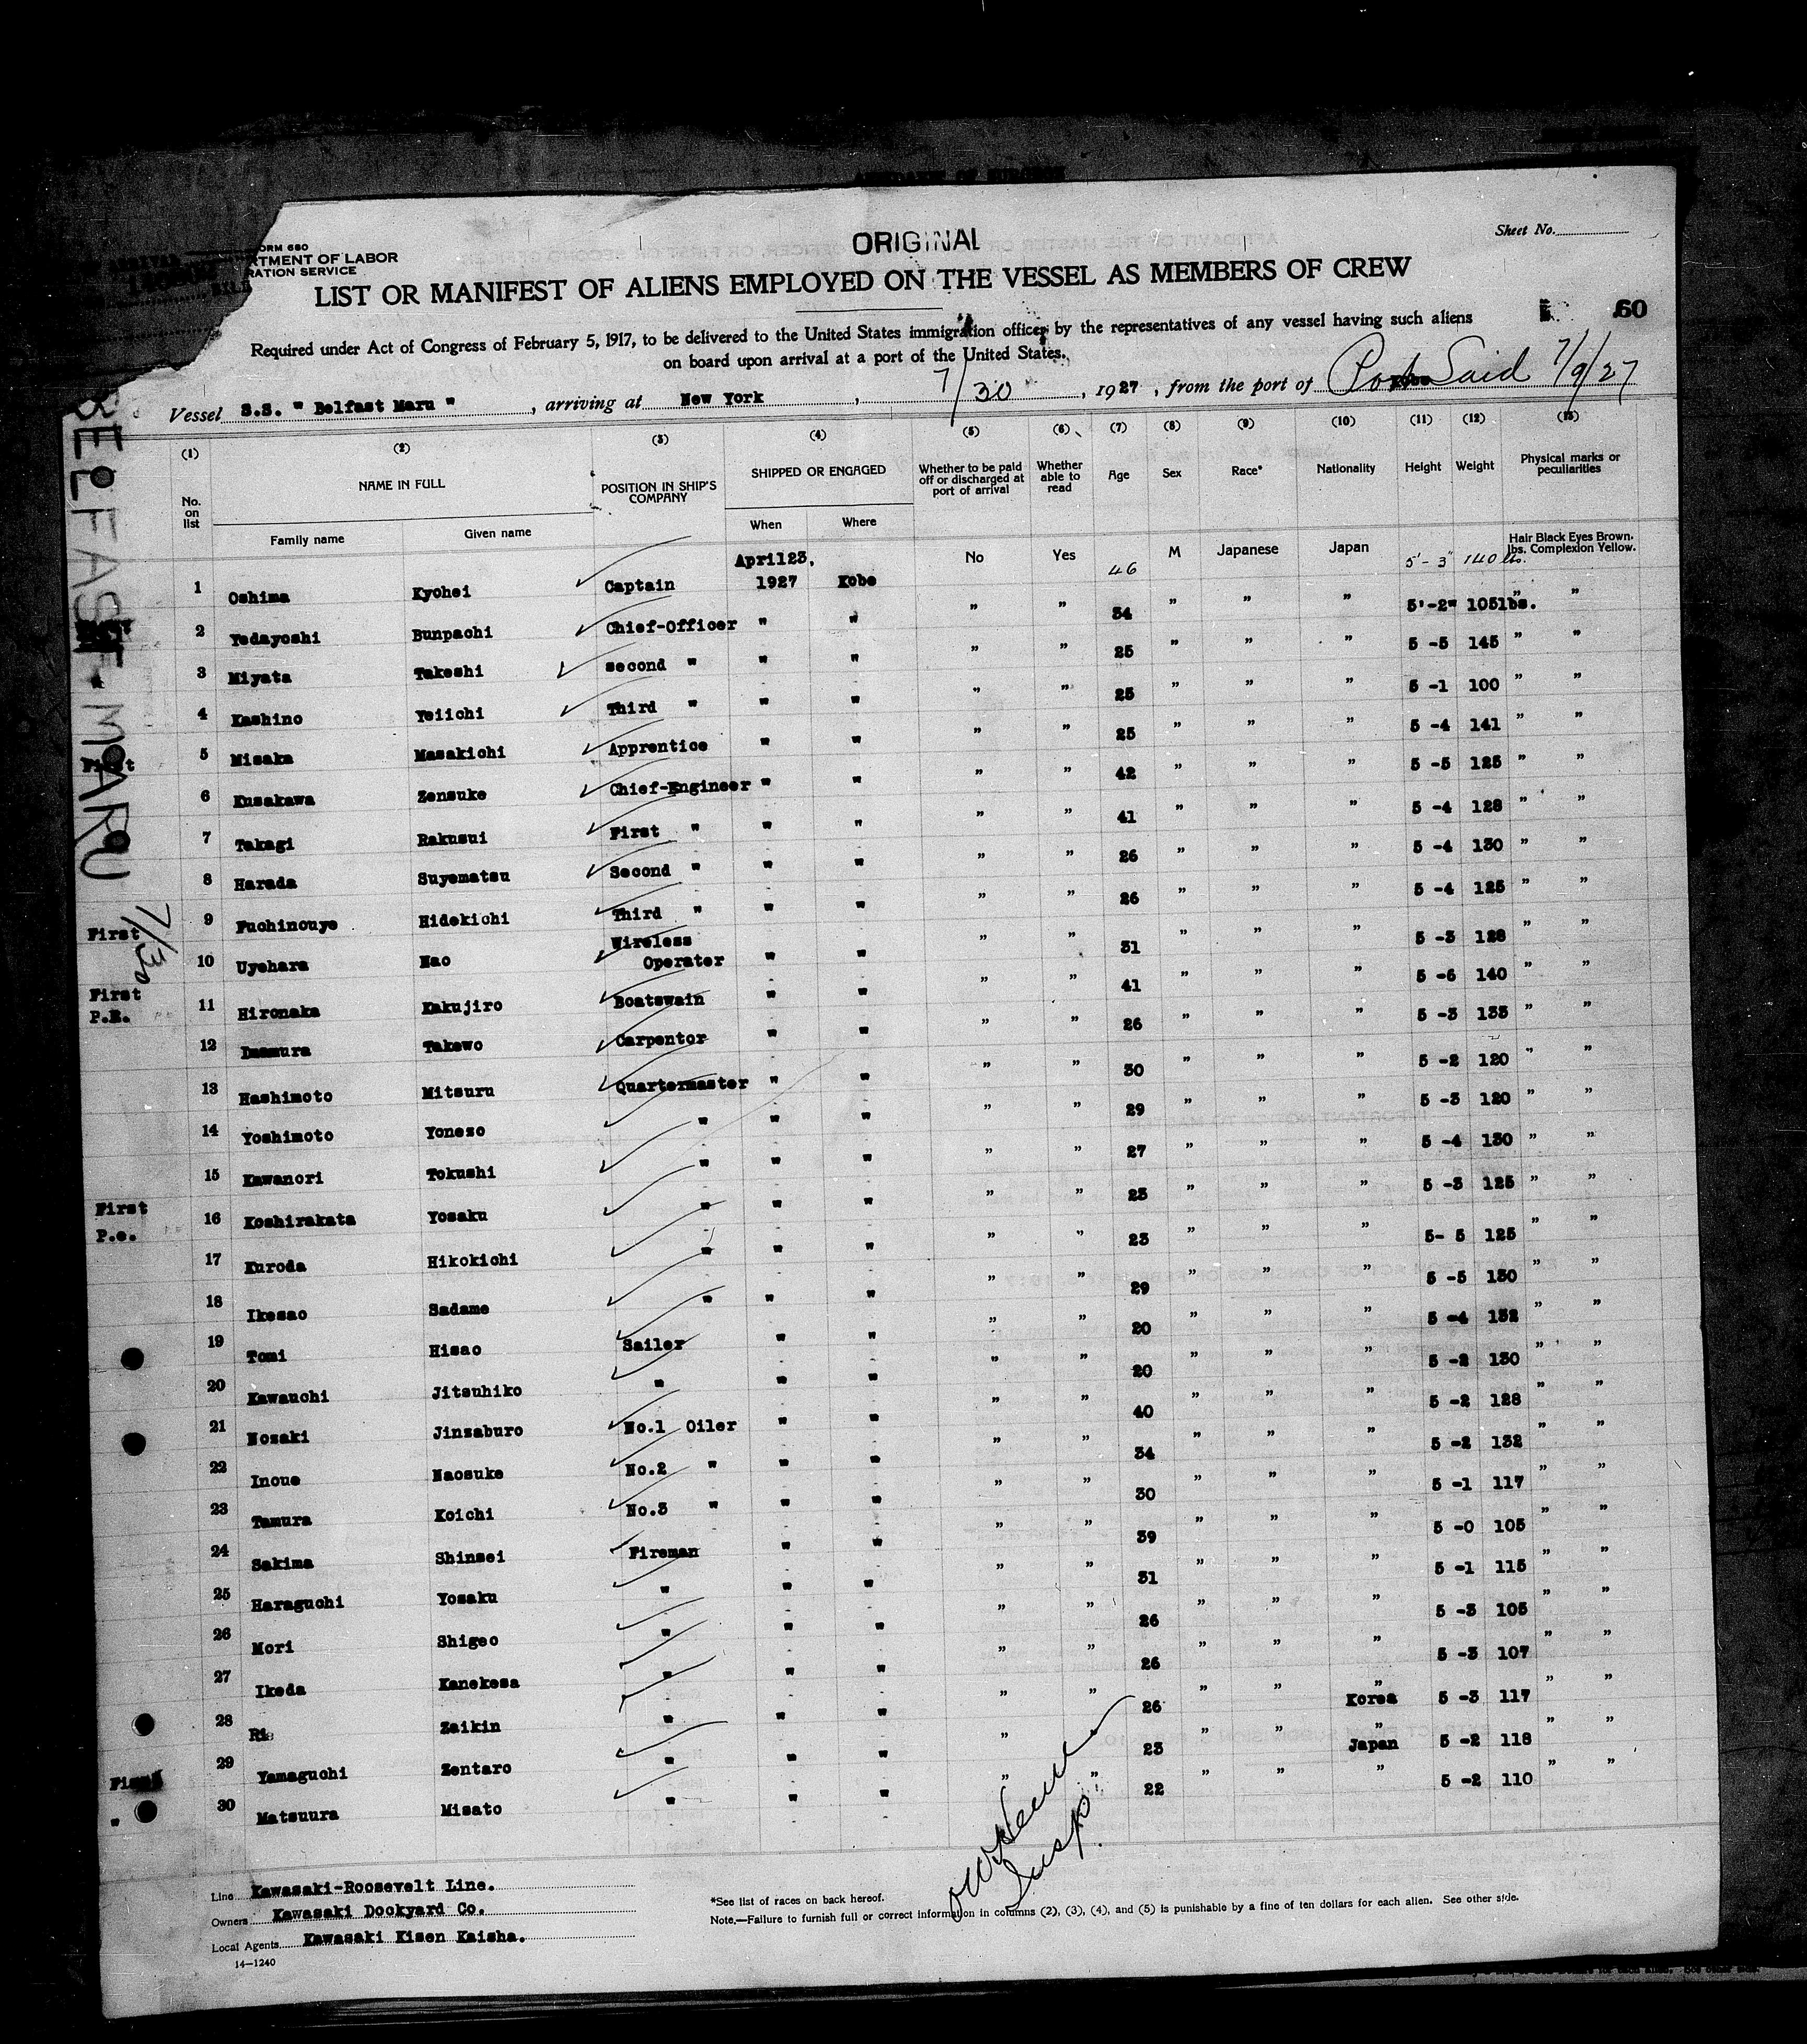 ORIGINAL
Sheet No.
FORM 680
DEPARTMENT OF LABOR
IMMIGRATION SERVICE
LIST OR MANIFEST OF ALIENS EMPLOYED ON THE VESSEL AS MEMBERS OF CREW
60
Required under Act of Congress of February 5, 1917, to be delivered to the United States immigration officer by the representatives of any vessel having such aliens
on board upon arrival at a port of the United States.
Vessel S.S. " Belfast Maru ", arriving at New York, 7/30, 1927, from the port of Kobe Port Said 7/9/27
BELFAST-MARU
7/30
(1) (2) (3) (4) (5) (6) (7) (8) (9) (10) (11) (12) (13)
No. on list NAME IN FULL POSITION IN SHIP'S COMPANY SHIPPED OR ENGAGED Whether to be paid off or discharged at port of arrival Whether able to read Age Sex Race* Nationality Height Weight Physical marks or peculiarities
Family name Given name When Where
Hair Black Eyes Brown.
lbs. Complexion Yellow.
1 Oshima Kyohei Captain April 23, 1927 Kobe No Yes 46 M Japanese Japan 5'-3" 140 lbs. " "
2 Yedayoshi Bunpachi Chief-Officer " " " " 34 " " " 5'-2" 105lbs. " "
3 Miyata Takeshi second " " " " " 25 " " " 5 -5 145 " "
4 Kashino Yeiichi Third " " " " " 25 " " " 5 -1 100 " "
First 5 Misaka Masakichi Apprentice " " " " 25 " " " 5 -4 141 " "
6 Kusakawa Zensuke Chief-Engineer " " " " 42 " " " 5 -5 125 " "
7 Takagi Rakusui First " " " " " 41 " " " 5 -4 128 " "
8 Harada Suyematsu Second " " " " " 26 " " " 5 -4 130 " "
First 9 Fuchinouye Hidekichi Third " " " " " 26 " " " 5 -4 125 " "
10 Uyehara Nao Wireless Operator " " " " 31 " " " 5 -3 128 " "
First P.E. 11 Hironaka Kakujiro Boatswain " " " " 41 " " " 5 -6 140 " "
12 Imamura Takewo Carpentor " " " " 26 " " " 5 -3 135 " "
13 Hashimoto Mitsuru Quartermaster " " " " 30 " " " 5 -2 120 " "
14 Yoshimoto Yonezo " " " " " 29 " " " 5 -3 120 " "
15 Kawanori Tokushi " " " " " 27 " " " 5 -4 130 " "
First P.o. 16 Koshirakata Yosaku " " " " " 23 " " " 5 -3 125 " "
17 Kuroda Hikokichi " " " " " 23 " " " 5- 5 125 " "
18 Ikesao Sadame " " " " " 29 " " " 5 -5 130 " "
19 Tomi Hisao Sailer " " " " 20 " " " 5 -4 132 " "
20 Kawauchi Jitsuhiko " " " " " 20 " " " 5 -2 130 " "
21 Nosaki Jinzaburo No.1 Oiler " " " " 40 " " " 5 -2 128 " "
22 Inoue Naosuke No.2 " " " " " 34 " " " 5 -2 132 " "
23 Tamura Koichi No.3 " " " " " 30 " " " 5 -1 117 " "
24 Sakima Shinsei Fireman " " " " 39 " " " 5 -0 105 " "
25 Haraguchi Yosaku " " " " " 31 " " " 5 -1 115 " "
26 Mori Shigeo " " " " " 26 " " " 5 -3 105 " "
27 Ikeda Kanekesa " " " " " 26 " " " 5 -3 107 " "
28 Ri Zaikin " " " " " 26 " " Korea 5 -3 117 " "
First 29 Yamaguchi Zentaro " " " " " 23 " " Japan 5 -2 118 " "
" 30 Matsuura Misato " " " " " 22 " " " 5 -2 110 " "
Insp.
Line Kawasaki-Roosevelt Line.
Owners Kawasaki Dockyard Co.
Local Agents Kawasaki Kisen Kaisha.
14-1240
*See list of races on back hereof.
Note.—Failure to furnish full or correct information in columns (2), (3), (4), and (5) is punishable by a fine of ten dollars for each alien. See other side.